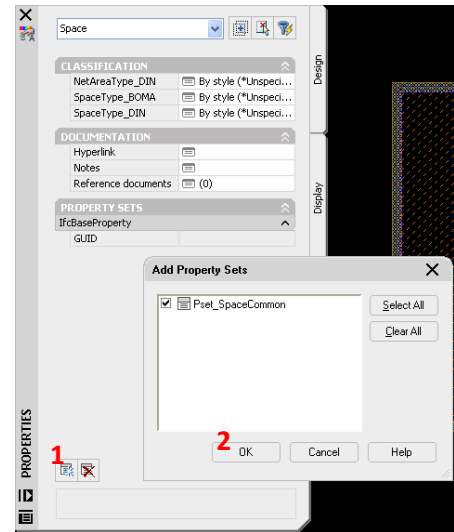 Space
CLASSIFICATION
NetAreaType_DIN By style (*Unspeci...
SpaceType_BOMA By style (*Unspeci...
SpaceType_DIN By style (*Unspeci...
DOCUMENTATION
Hyperlink
Notes
Reference documents (0)
PROPERTY SETS
IfcBaseProperty
GUID
Design
Display
Add Property Sets
Pset_SpaceCommon
Select All
Clear All
1
2
OK Cancel Help
PROPERTIES